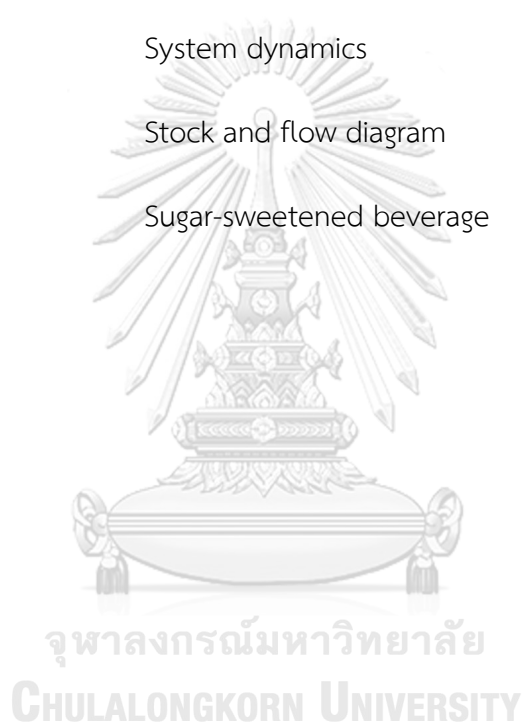 System dynamics
Stock and flow diagram
Sugar-sweetened beverage
จุฬาลงกรณ์มหาวิทยาลัย
CHULALONGKORN UNIVERSITY